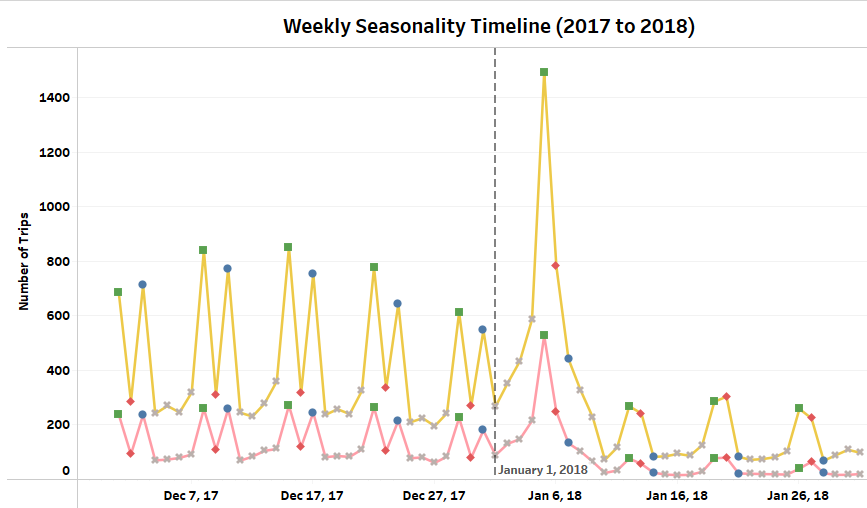 Weekly Seasonality Timeline (2017 to 2018)
1400
1200
1000
800
600
400
200
0
Number of Trips
January 1, 2018
Dec 7, 17
Dec 17, 17
Dec 27, 17
Jan 6, 18
Jan 16, 18
Jan 26, 18